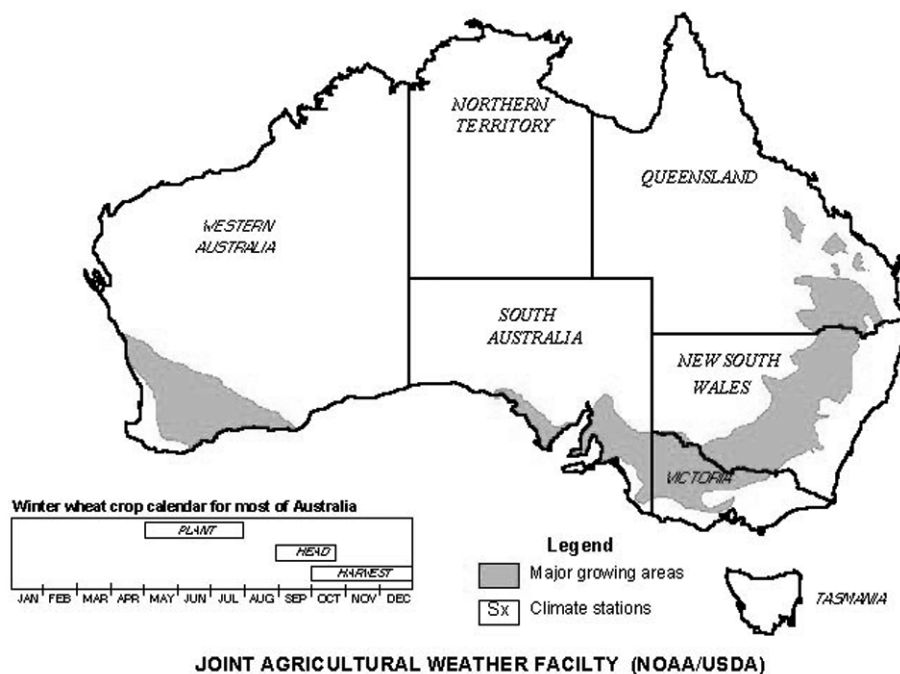 NORTHERN
TERRITORY
QUEENSLAND
WESTERN
AUSTRALIA
SOUTH
AUSTRALIA
NEW SOUTH
WALES
VICTORIA
Winter wheat crop calendar for most of Australia
PLANT
HEAD
HARVEST
JAN FEB MAR APR MAY JUN JUL AUG SEP OCT NOV DEC
Legend
Major growing areas
Sx Climate stations
TASMANIA
JOINT AGRICULTURAL WEATHER FACILTY (NOAA/USDA)